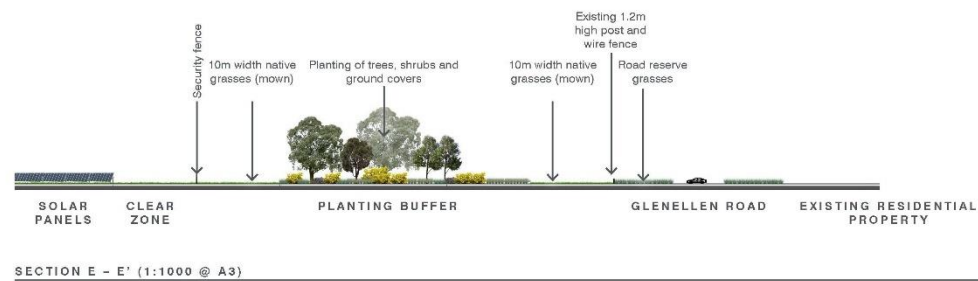 Security fence
10m width native
grasses (mown)
Planting of trees, shrubs and
ground covers
10m width native
grasses (mown)
Existing 1.2m
high post and
wire fence
Road reserve
grasses
SOLAR
PANELS
CLEAR
ZONE
PLANTING BUFFER
GLENELLEN ROAD
EXISTING RESIDENTIAL
PROPERTY
SECTION E – E' (1:1000 @ A3)